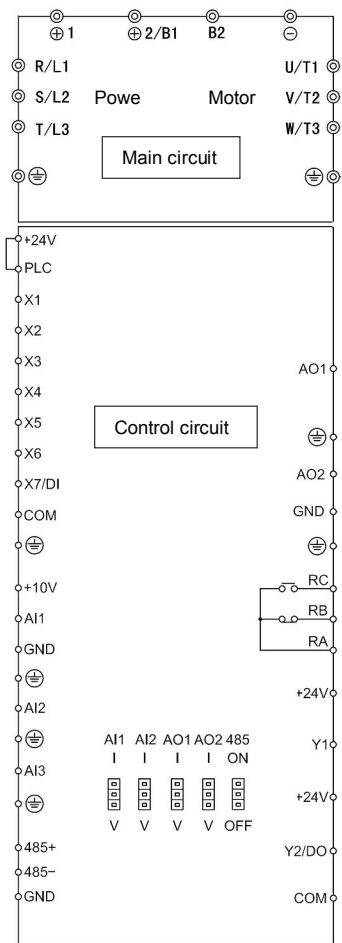 ⊕1 ⊕2/B1 B2 ⊖
R/L1 U/T1
S/L2 Powe Motor V/T2
T/L3 W/T3
Main circuit
+24V
PLC
X1
X2
X3
AO1
X4
X5
Control circuit
X6
AO2
X7/DI
COM GND
RC
+10V
RB
AI1
RA
GND
+24V
AI2
AI1 AI2 AO1 AO2 485
Y1
I I I I ON
AI3
+24V
V V V V OFF
485+ Y2/DO
485-
GND COM